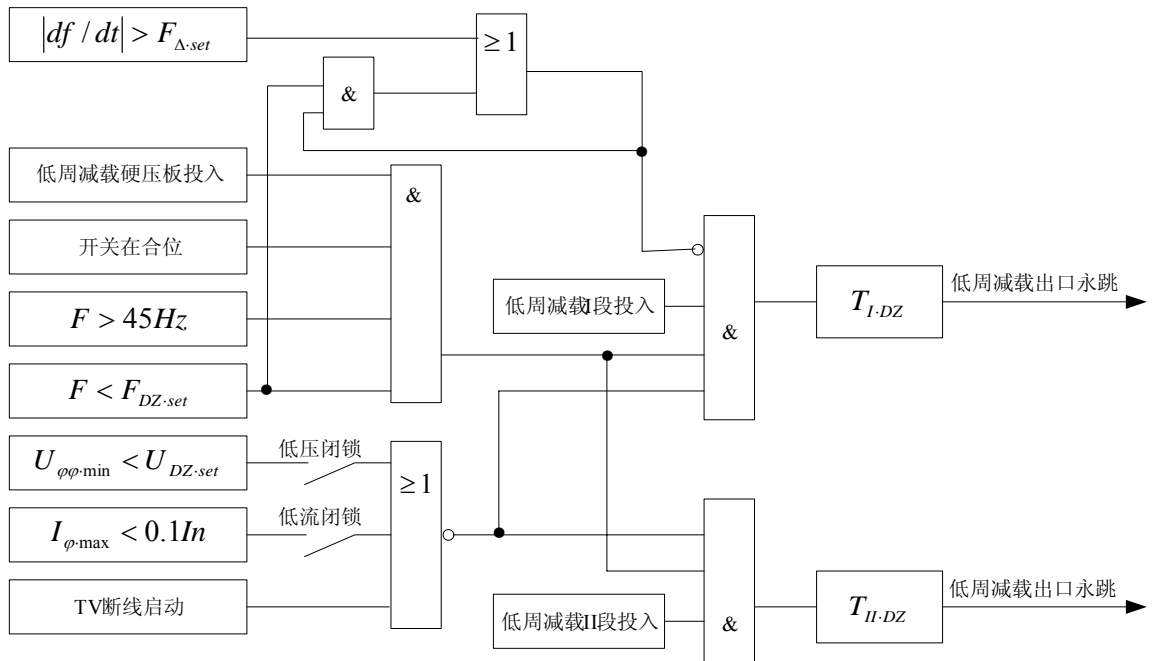 |df / dt| > F_{Δ·set}
≥1
&
低周减载硬压板投入
&
开关在合位
低周减载I段投入
T_{I·DZ}
低周减载出口永跳
F > 45Hz
&
F < F_{DZ·set}
U_{φφ·min} < U_{DZ·set}
低压闭锁
≥1
I_{φ·max} < 0.1In
低流闭锁
TV断线启动
低周减载II段投入
&
T_{II·DZ}
低周减载出口永跳